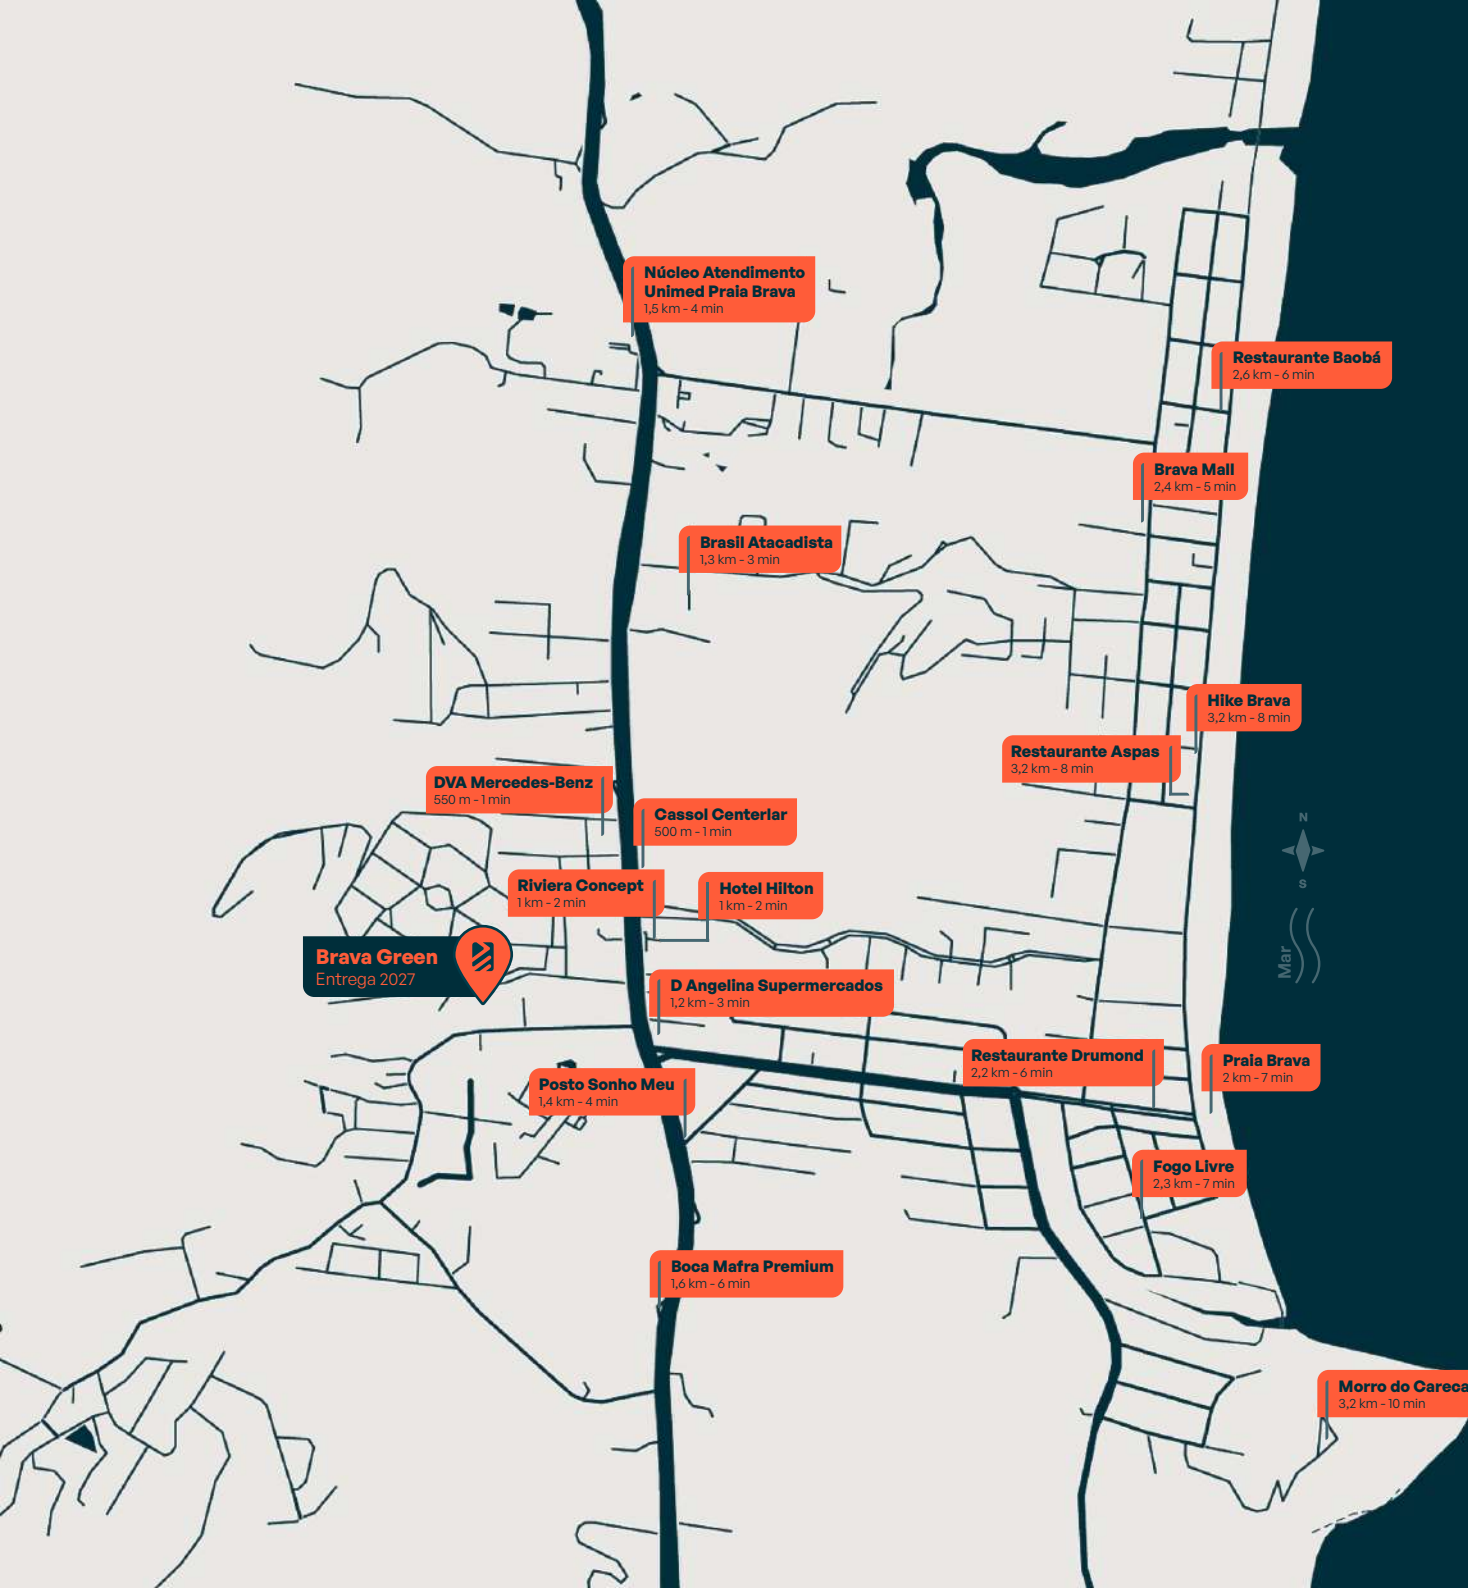 Núcleo Atendimento
Unimed Praia Brava
1,5 km - 4 min
Restaurante Baobá
2,6 km - 6 min
Brava Mall
2,4 km - 5 min
Brasil Atacadista
1,3 km - 3 min
Hike Brava
3,2 km - 8 min
Restaurante Aspas
3,2 km - 8 min
DVA Mercedes-Benz
550 m - 1 min
Cassol Centerlar
500 m - 1 min
N
S
Riviera Concept
1 km - 2 min
Hotel Hilton
1 km - 2 min
Brava Green
Entrega 2027
Mar
D Angelina Supermercados
1,2 km - 3 min
Restaurante Drumond
2,2 km - 6 min
Praia Brava
2 km - 7 min
Posto Sonho Meu
1,4 km - 4 min
Fogo Livre
2,3 km - 7 min
Boca Mafra Premium
1,6 km - 6 min
Morro do Careca
3,2 km - 10 min